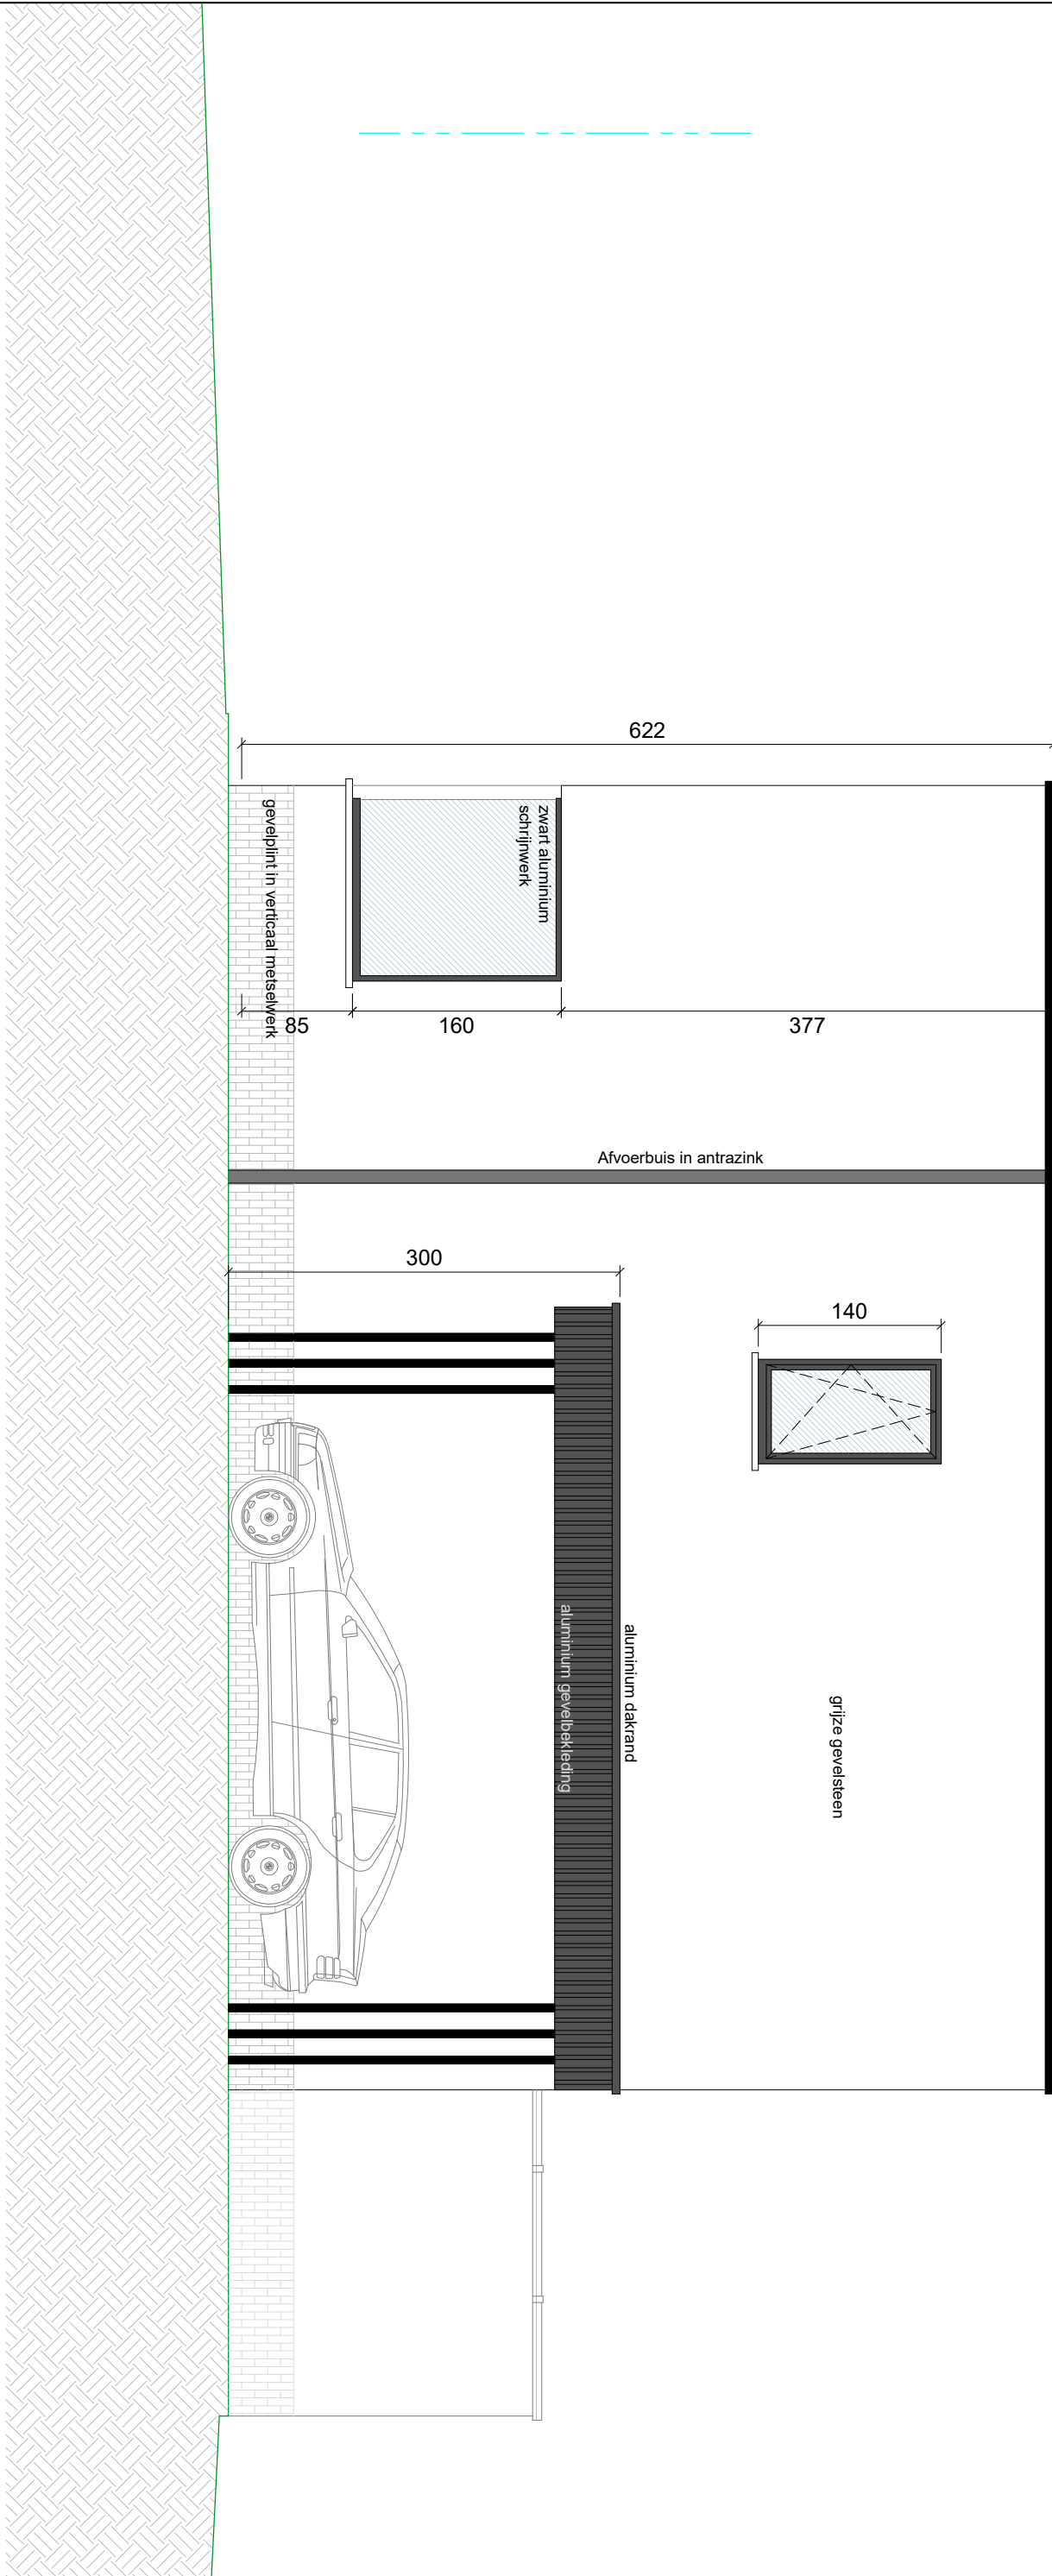 622
zwart aluminium
schrijnwerk
gevelplint in verticaal metselwerk
85
160
377
Afvoerbuis in antrazink
300
140
aluminium gevelbekleding
aluminium dakrand
grijze gevelsteen